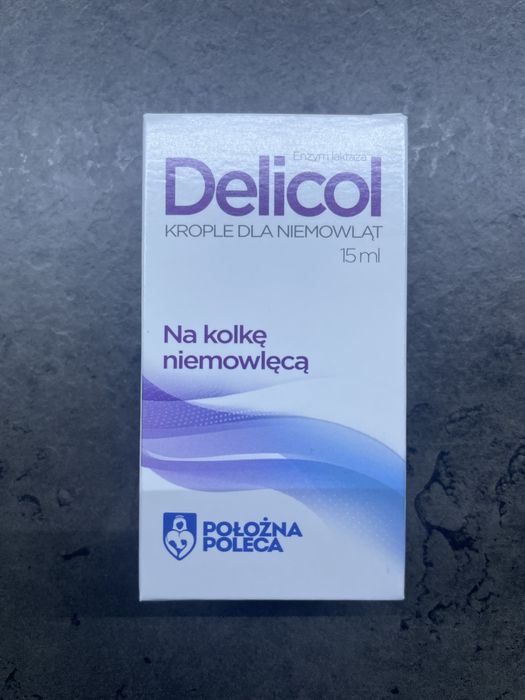 Enzym laktaza
Delicol
KROPLE DLA NIEMOWLĄT
15 ml
Na kolkę
niemowlęcą
POŁOŻNA
POLECA